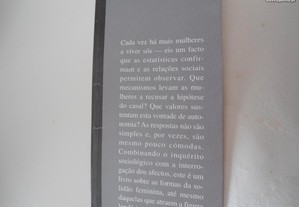 Cada vez há mais mulheres
a viver sós — eis um facto
que as estatísticas confir-
mam e as relações sociais
permitem observar. Que
mecanismos levam as mu-
lheres a recusar a hipótese
do casal? Que valores sus-
tentam esta vontade de auto-
nomia? As respostas não são
simples e, por vezes, são
mesmo pouco cómodas.
Combinando o inquérito
sociológico com a interro-
gação dos afectos, este é um
livro sobre as formas da so-
lidão feminina, até mesmo
daquelas que atraem a figura